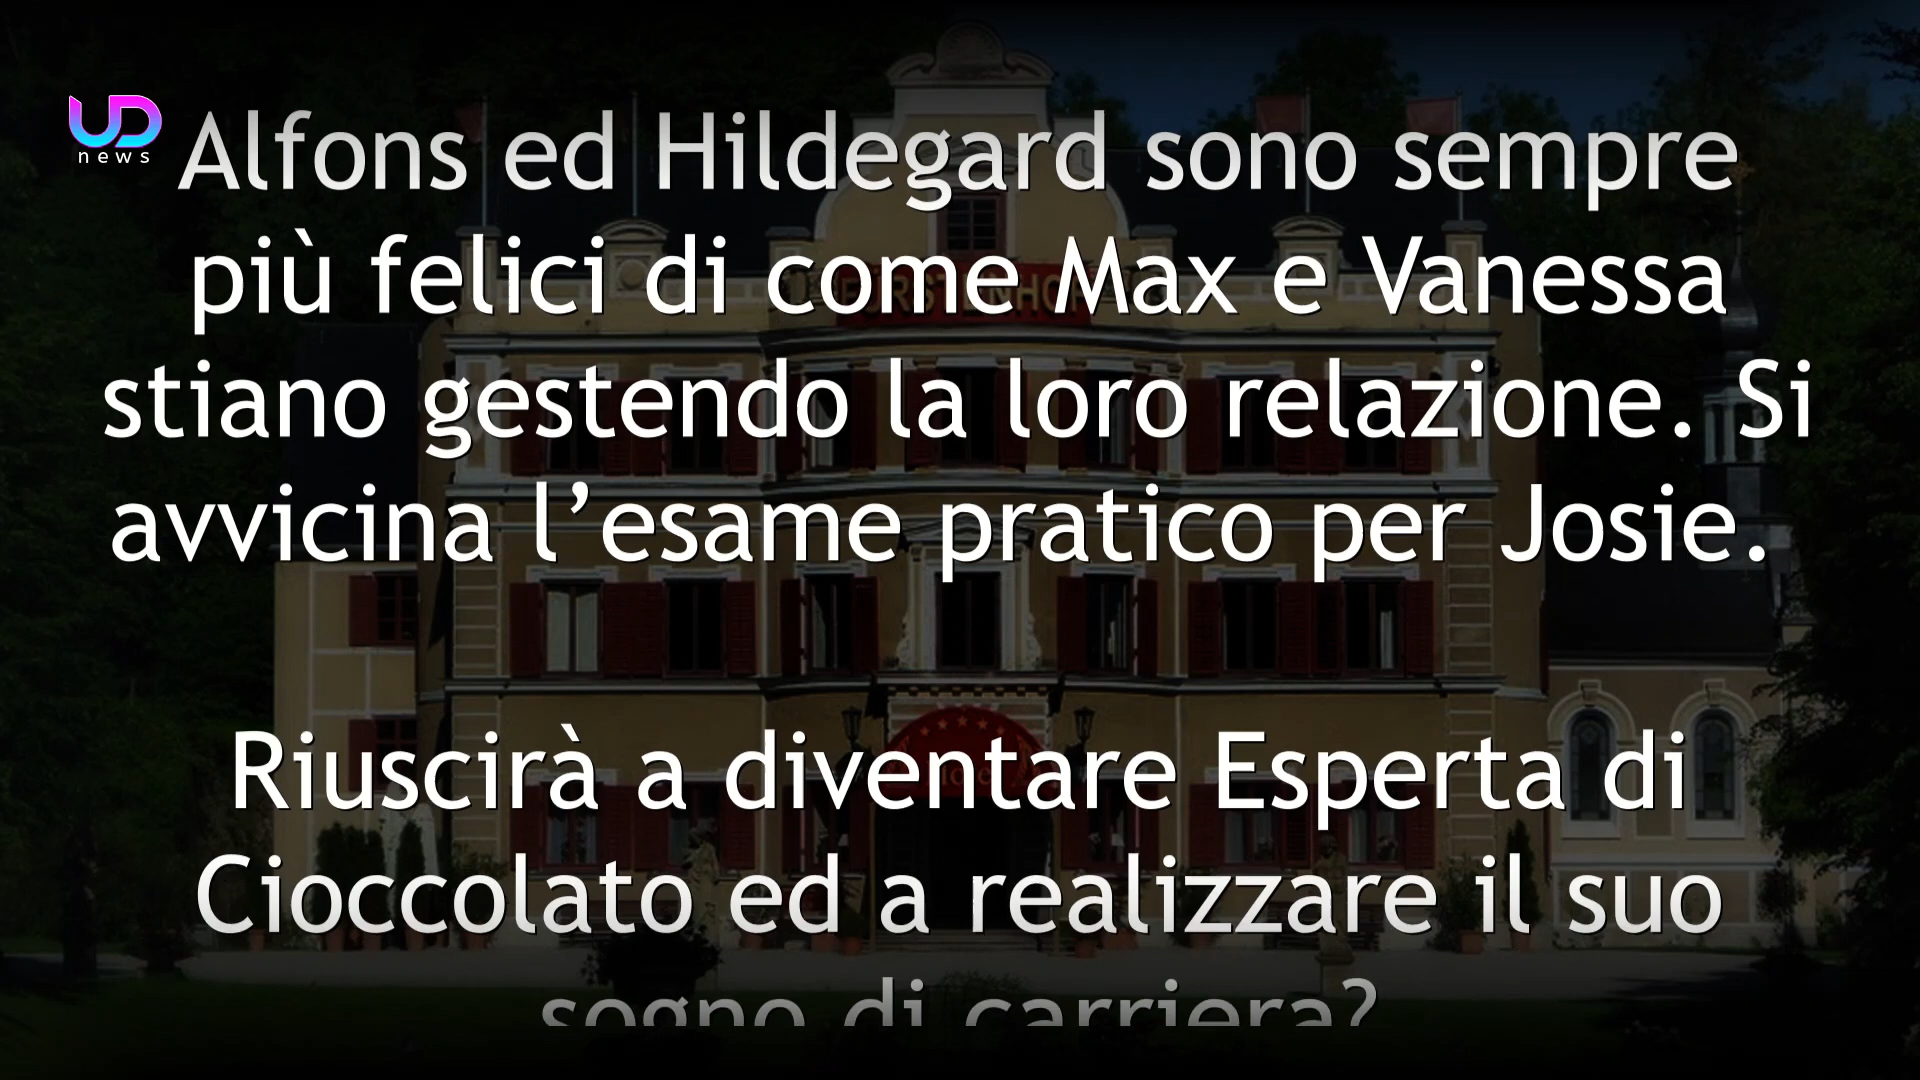 UD
news
Alfons ed Hildegard sono sempre
più felici di come Max e Vanessa
stiano gestendo la loro relazione. Si
avvicina l’esame pratico per Josie.
Riuscirà a diventare Esperta di
Cioccolato ed a realizzare il suo
sogno di carriera?
FÜRSTENHOF